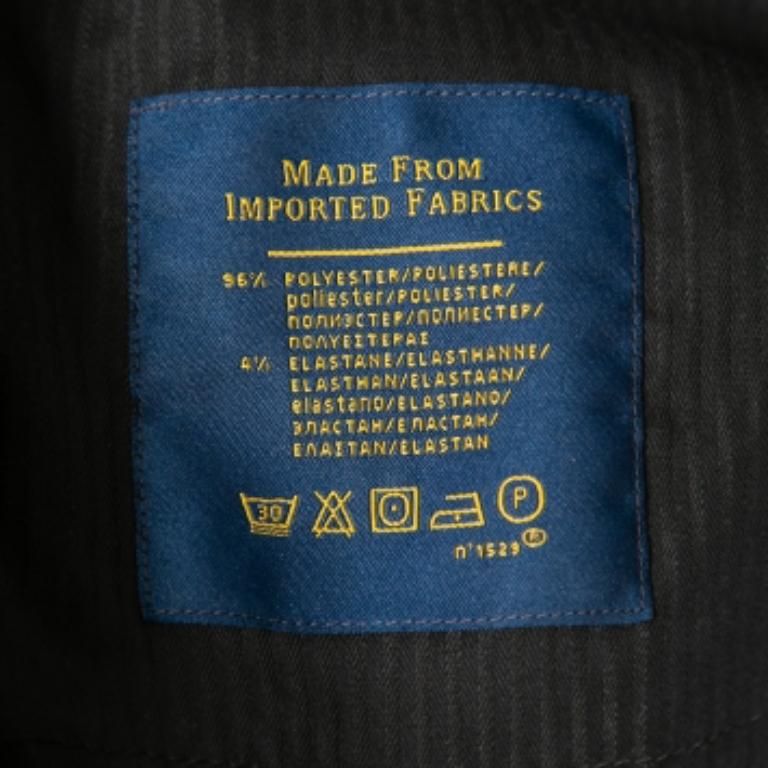 MADE FROM
IMPORTED FABRICS
96% POLYESTER/POLIESTERE/
poliester/POLIESTER/
ПОЛИЭСТЕР/ПОЛИЕСТЕР/
ΠΟΛΥΕΣΤΕΡΑΣ
4% ELASTANE/ELASTHANNE/
ELASTHAN/ELASTAAN/
elastano/ELASTANO/
ЭЛАСТАН/ЕЛАСТАН/
ΕΛΑΣΤΑΝ/ELASTAN
30 P
n°1529 ®